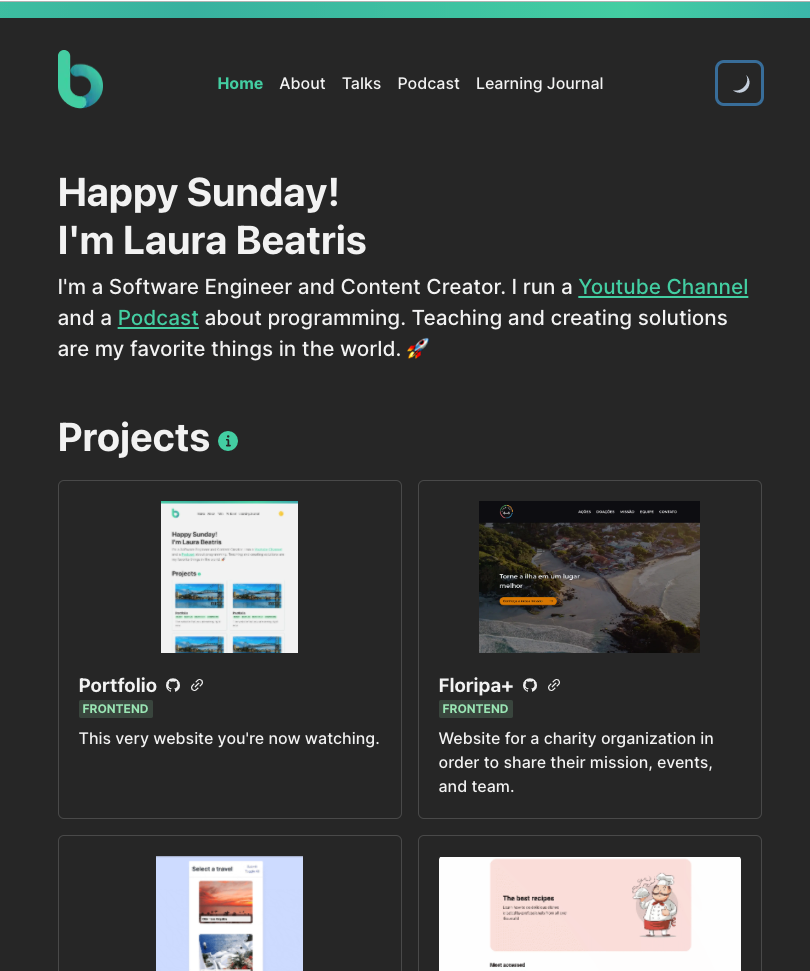 Home About Talks Podcast Learning Journal
Happy Sunday!
I'm Laura Beatris
I'm a Software Engineer and Content Creator. I run a Youtube Channel
and a Podcast about programming. Teaching and creating solutions
are my favorite things in the world. 🚀
Projects
Happy Sunday!
I'm Laura Beatris
Projects
Portfolio
FRONTEND
This very website you're now watching.
AÇÕES DOAÇÕES MISSÃO EQUIPE CONTATO
Torne a ilha em um lugar
melhor
Floripa+
FRONTEND
Website for a charity organization in
order to share their mission, events,
and team.
Select a travel
The best recipes
Most accessed